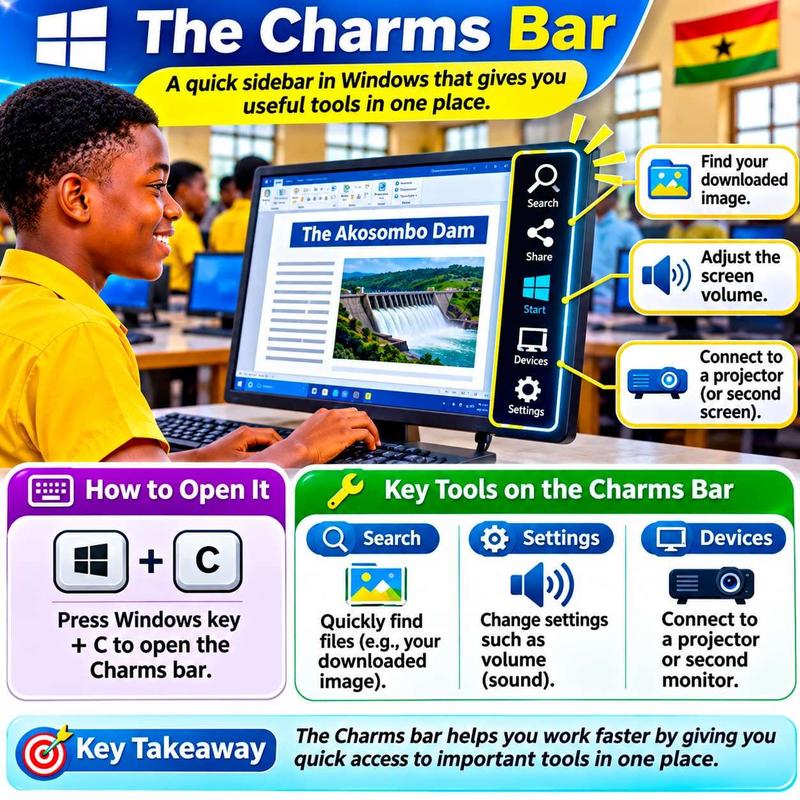 The Charms Bar
A quick sidebar in Windows that gives you
useful tools in one place.
The Akosombo Dam
Search
Share
Start
Devices
Settings
Find your
downloaded
image.
Adjust the
screen
volume.
Connect to
a projector
(or second
screen).
How to Open It
+ C
Press Windows key
+ C to open the
Charms bar.
Key Tools on the Charms Bar
Search
Quickly find
files (e.g., your
downloaded
image).
Settings
Change settings
such as
volume
(sound).
Devices
Connect to
a projector
or second
monitor.
Key Takeaway
The Charms bar helps you work faster by giving you
quick access to important tools in one place.